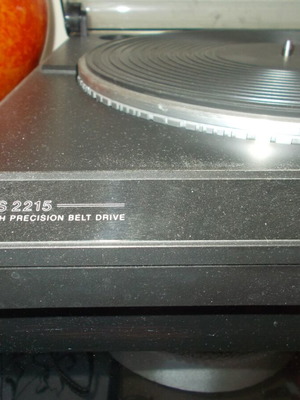 S 2215
H PRECISION BELT DRIVE